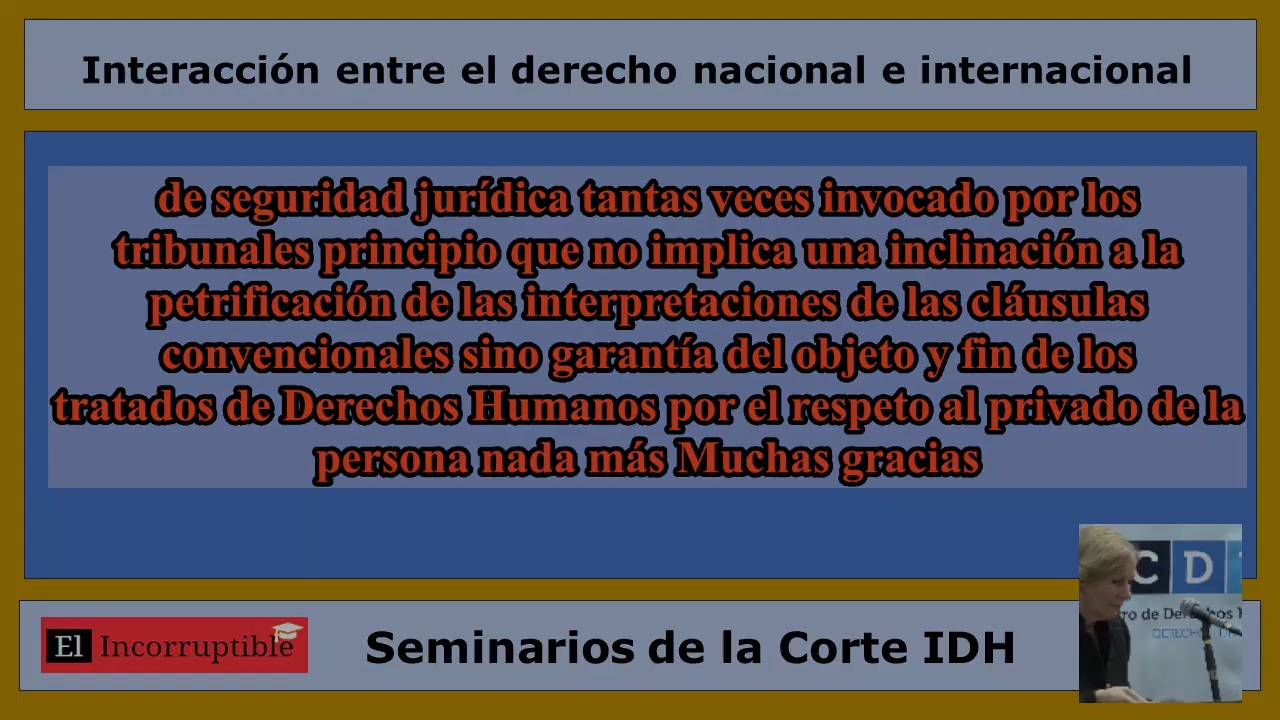 Interacción entre el derecho nacional e internacional
de seguridad jurídica tantas veces invocado por los
tribunales principio que no implica una inclinación a la
petrificación de las interpretaciones de las cláusulas
convencionales sino garantía del objeto y fin de los
tratados de Derechos Humanos por el respeto al privado de la
persona nada más Muchas gracias
El Incorruptible
Seminarios de la Corte IDH
C D
ro de Derechos